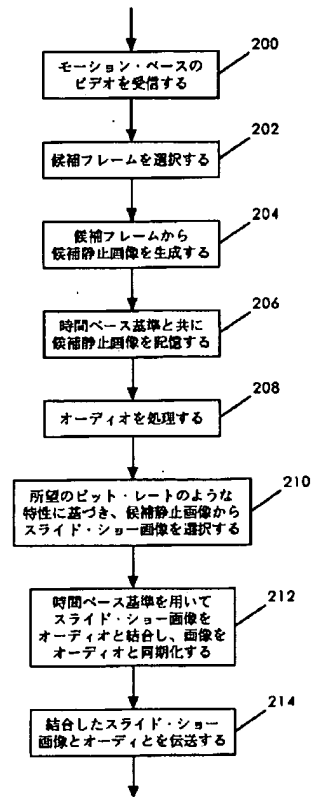 200
モーション・ベースの
ビデオを受信する
202
候補フレームを選択する
204
候補フレームから
候補静止画像を生成する
206
時間ベース基準と共に
候補静止画像を記憶する
208
オーディオを処理する
210
所望のビット・レートのような
特性に基づき、候補静止画像から
スライド・ショー画像を選択する
212
時間ベース基準を用いて
スライド・ショー画像を
オーディオと結合し、画像を
オーディオと同期化する
214
結合したスライド・ショー
画像とオーディとを伝送する